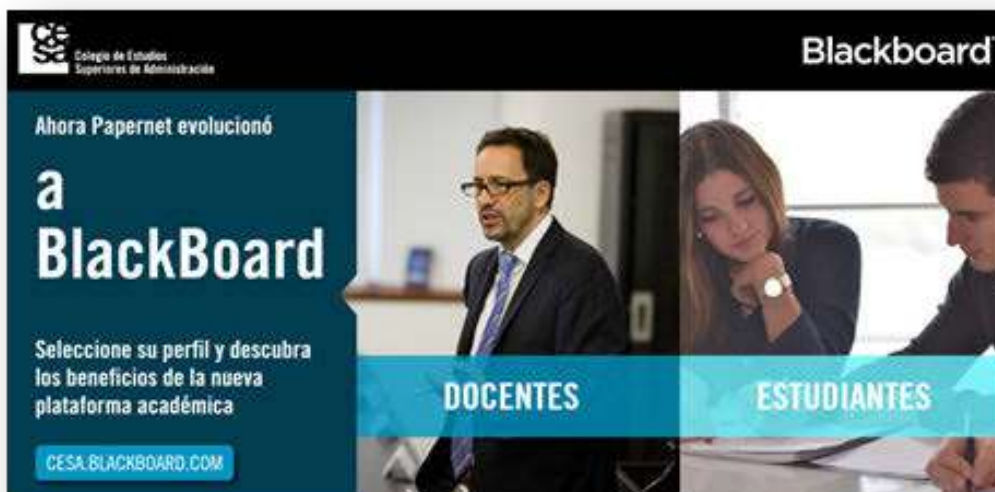 cesa
Colegio de Estudios
Superiores de Administración
Blackboard
Ahora Papernet evolucionó
a
BlackBoard
Seleccione su perfil y descubra
los beneficios de la nueva
plataforma académica
CESA.BLACKBOARD.COM
DOCENTES
ESTUDIANTES